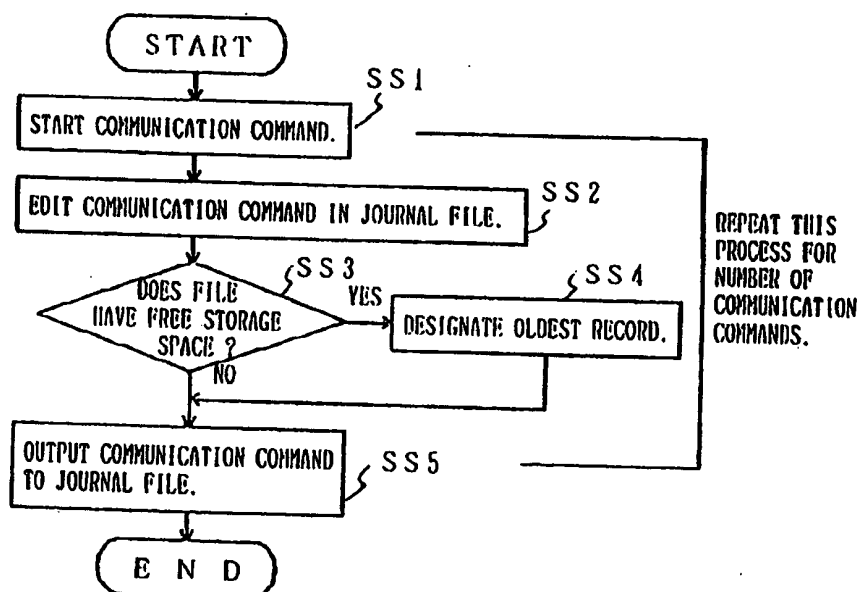 START
SS1
START COMMUNICATION COMMAND.
SS2
EDIT COMMUNICATION COMMAND IN JOURNAL FILE.
REPEAT THIS
PROCESS FOR
NUMBER OF
COMMUNICATION
COMMANDS.
SS3
DOES FILE
HAVE FREE STORAGE
SPACE ?
YES
SS4
DESIGNATE OLDEST RECORD.
NO
OUTPUT COMMUNICATION COMMAND
TO JOURNAL FILE.
SS5
END